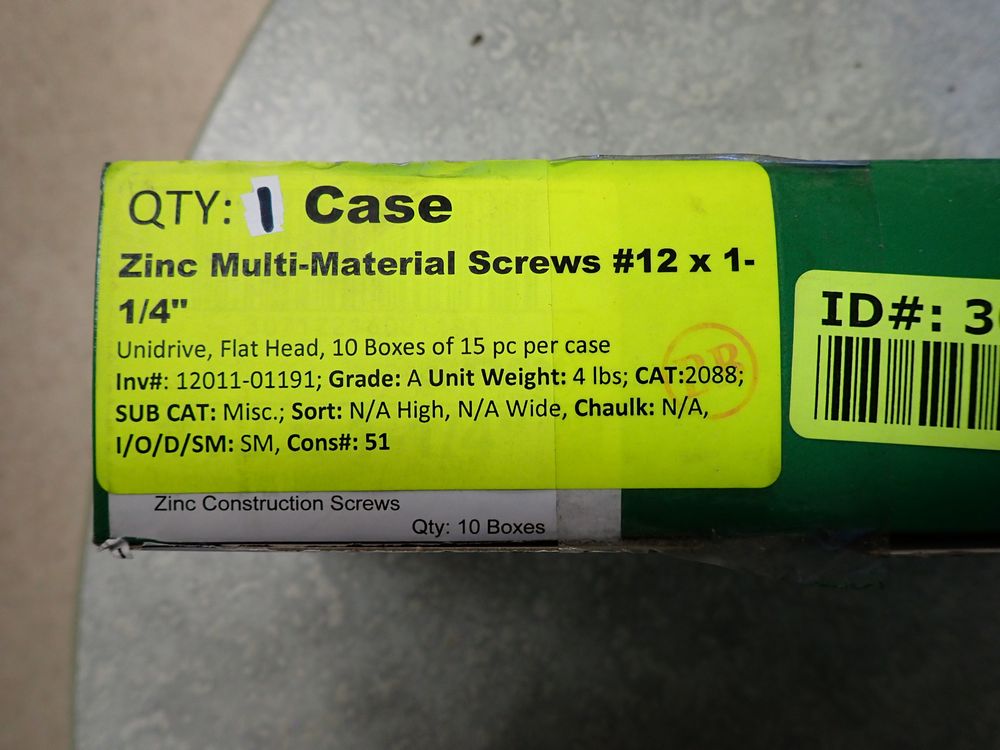 QTY: 1 Case
Zinc Multi-Material Screws #12 x 1-
1/4"
Unidrive, Flat Head, 10 Boxes of 15 pc per case
Inv#: 12011-01191; Grade: A Unit Weight: 4 lbs; CAT:2088;
SUB CAT: Misc.; Sort: N/A High, N/A Wide, Chaulk: N/A,
I/O/D/SM: SM, Cons#: 51
Zinc Construction Screws
Qty: 10 Boxes
ID#: 3